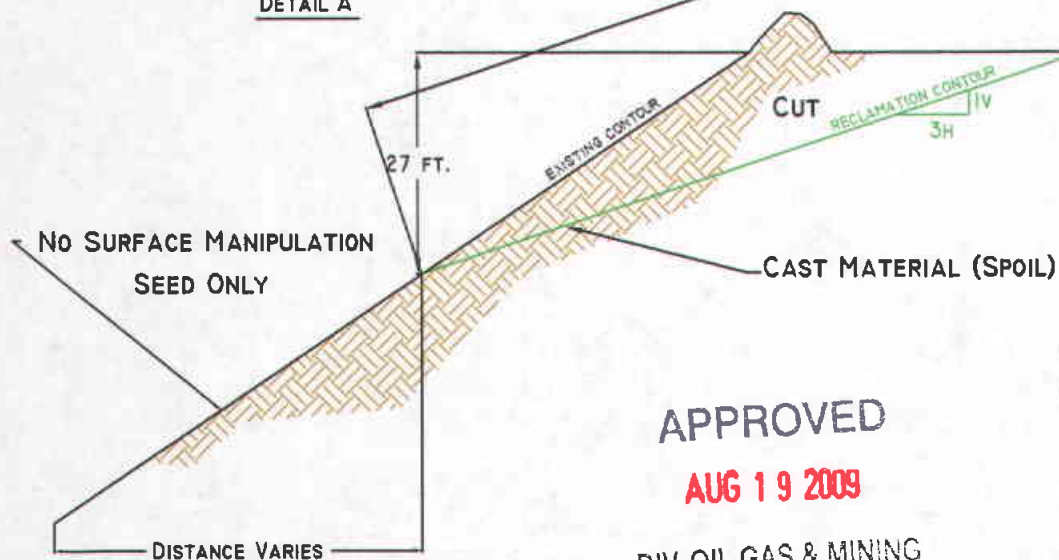 DETAIL A
27 FT.
EXISTING CONTOUR
CUT
RECLAMATION CONTOUR
1V
3H
NO SURFACE MANIPULATION
SEED ONLY
CAST MATERIAL (SPOIL)
APPROVED
AUG 19 2009
DIV. OIL GAS & MINING
DISTANCE VARIES